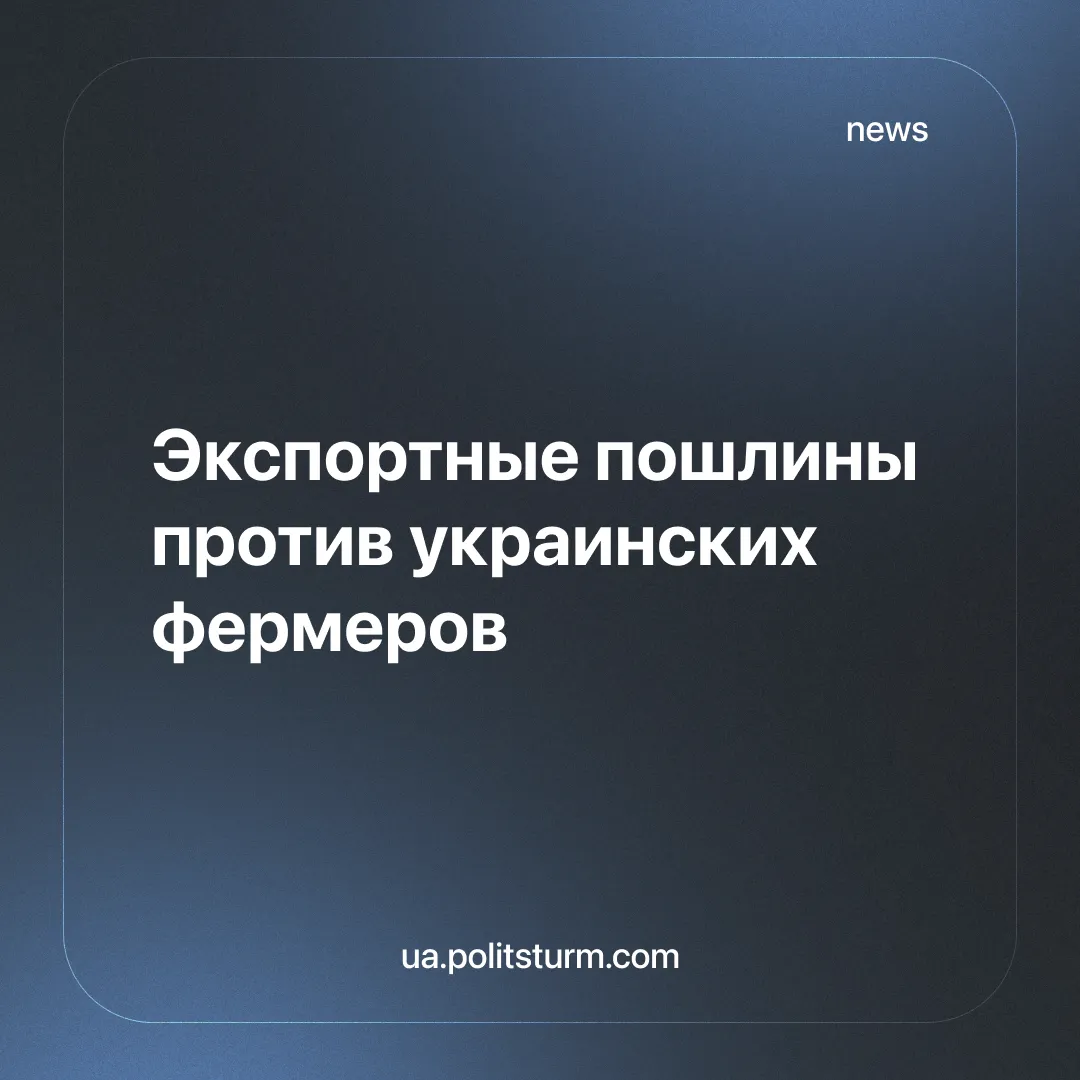 news
Экспортные пошлины
против украинских
фермеров
ua.politsturm.com